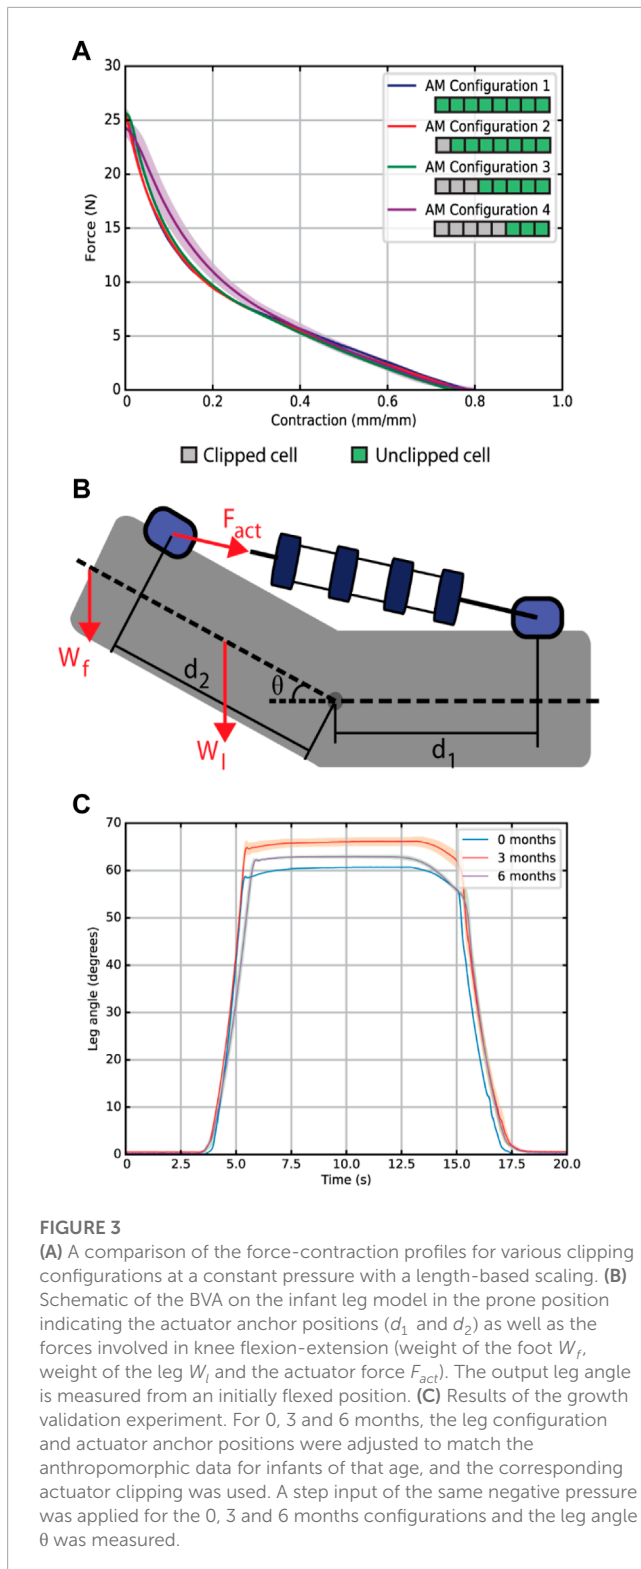 A
30
25
20
15
10
5
0
Force (N)
AM Configuration 1
AM Configuration 2
AM Configuration 3
AM Configuration 4
0 0.2 0.4 0.6 0.8 1.0
Contraction (mm/mm)
Clipped cell Unclipped cell
B
F_act
W_f
d_2
θ
W_l
d_1
C
70
60
50
40
30
20
10
0
Leg angle (degrees)
0 months
3 months
6 months
0 2.5 5.0 7.5 10.0 12.5 15.0 17.5 20.0
Time (s)
FIGURE 3
(A) A comparison of the force-contraction profiles for various clipping
configurations at a constant pressure with a length-based scaling. (B)
Schematic of the BVA on the infant leg model in the prone position
indicating the actuator anchor positions (d_1 and d_2) as well as the
forces involved in knee flexion-extension (weight of the foot W_f,
weight of the leg W_l and the actuator force F_act). The output leg angle
is measured from an initially flexed position. (C) Results of the growth
validation experiment. For 0, 3 and 6 months, the leg configuration
and actuator anchor positions were adjusted to match the
anthropomorphic data for infants of that age, and the corresponding
actuator clipping was used. A step input of the same negative pressure
was applied for the 0, 3 and 6 months configurations and the leg angle
θ was measured.